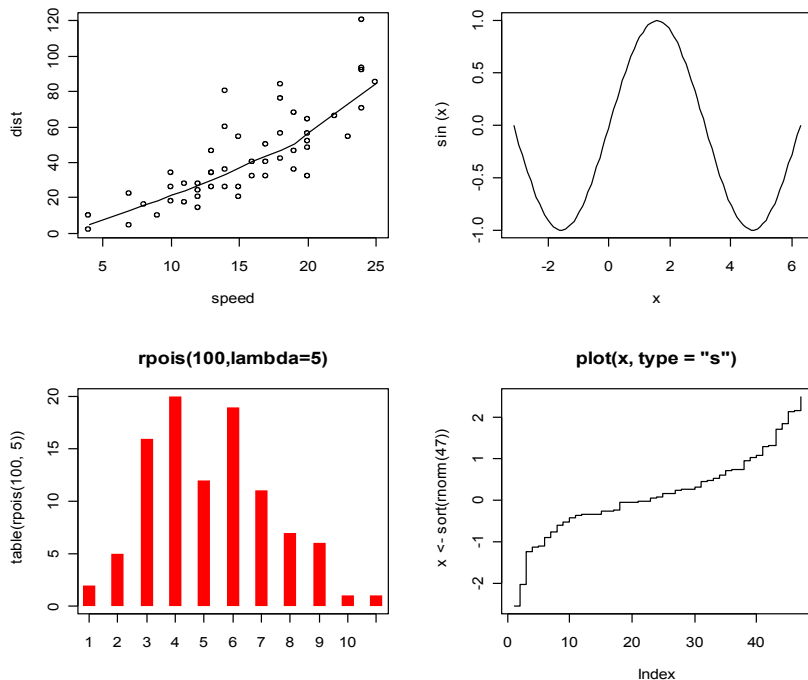 dist
120
100
80
60
40
20
0
5 10 15 20 25
speed
sin (x)
1.0
0.5
0.0
-0.5
-1.0
-2 0 2 4 6
x
rpois(100,lambda=5)
table(rpois(100, 5))
20
15
10
5
0
1 2 3 4 5 6 7 8 9 10
plot(x, type = "s")
x <- sort(rnorm(47))
2
1
0
-1
-2
0 10 20 30 40
Index